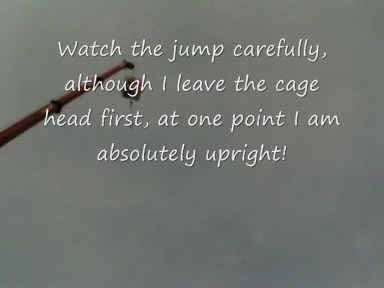 Watch the jump carefully,
although I leave the cage
head first, at one point I am
absolutely upright!